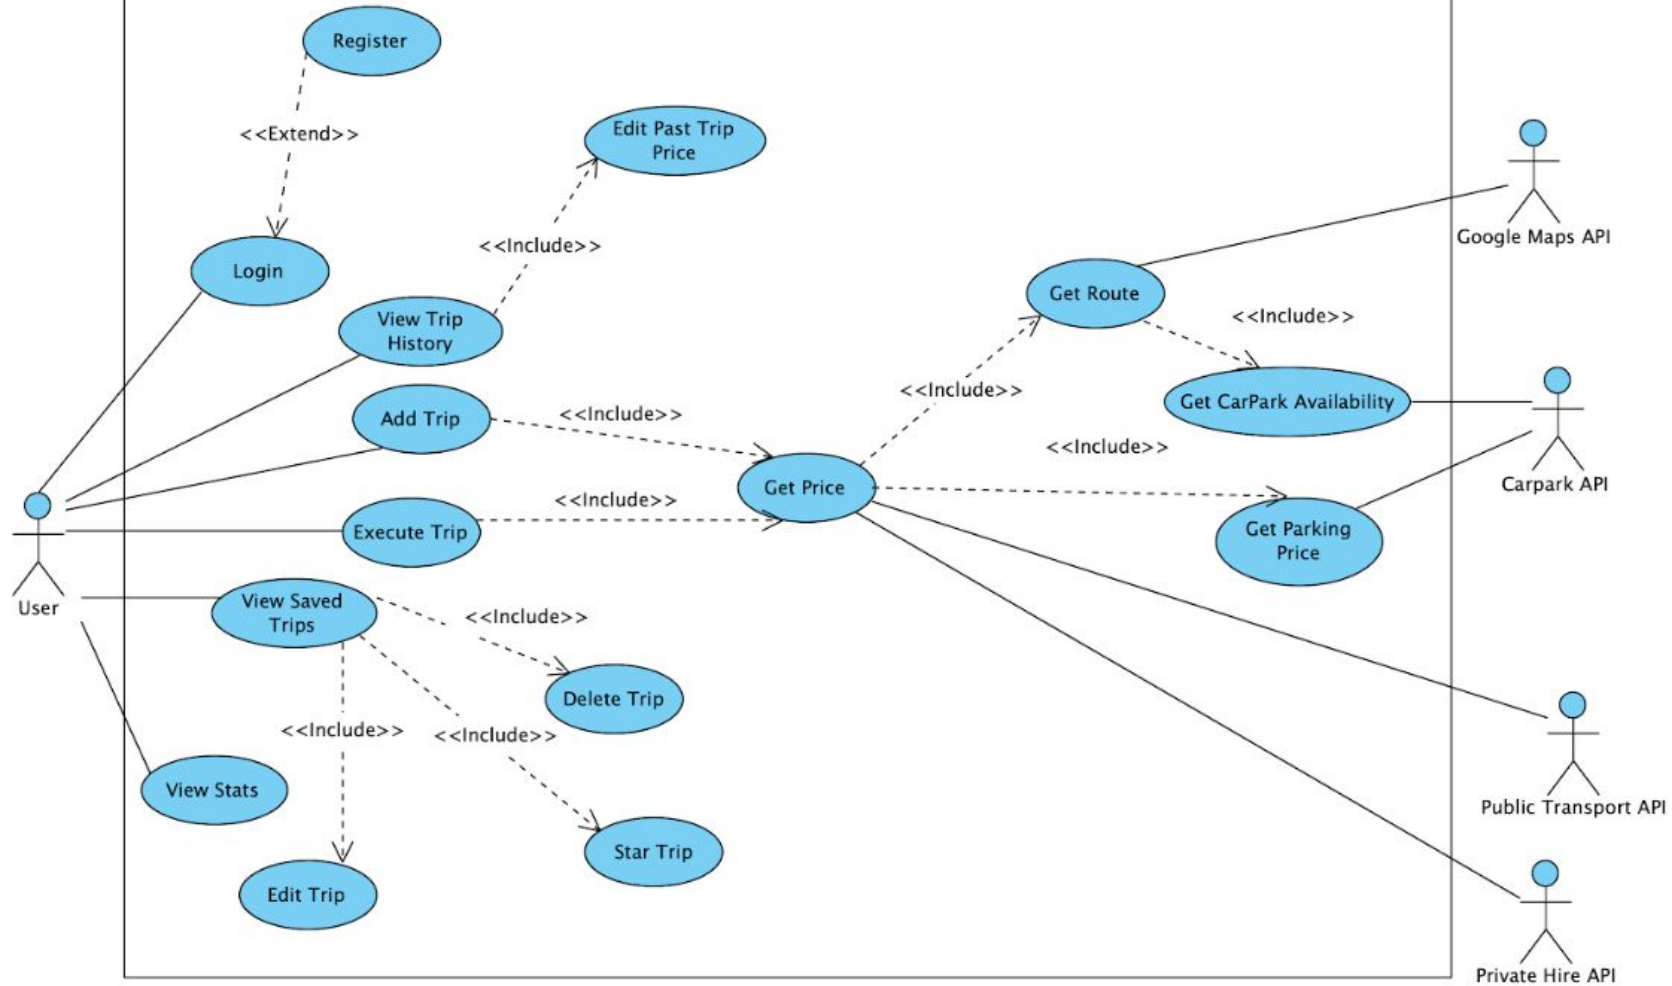 Register
<<Extend>>
Edit Past Trip
Price
Google Maps API
<<Include>>
Login
Get Route
View Trip
History
<<Include>>
<<Include>>
Get CarPark Availability
Add Trip
<<Include>>
<<Include>>
Carpark API
Get Price
<<Include>>
Execute Trip
Get Parking
Price
User
View Saved
Trips
<<Include>>
Delete Trip
<<Include>>
<<Include>>
View Stats
Public Transport API
Star Trip
Edit Trip
Private Hire API